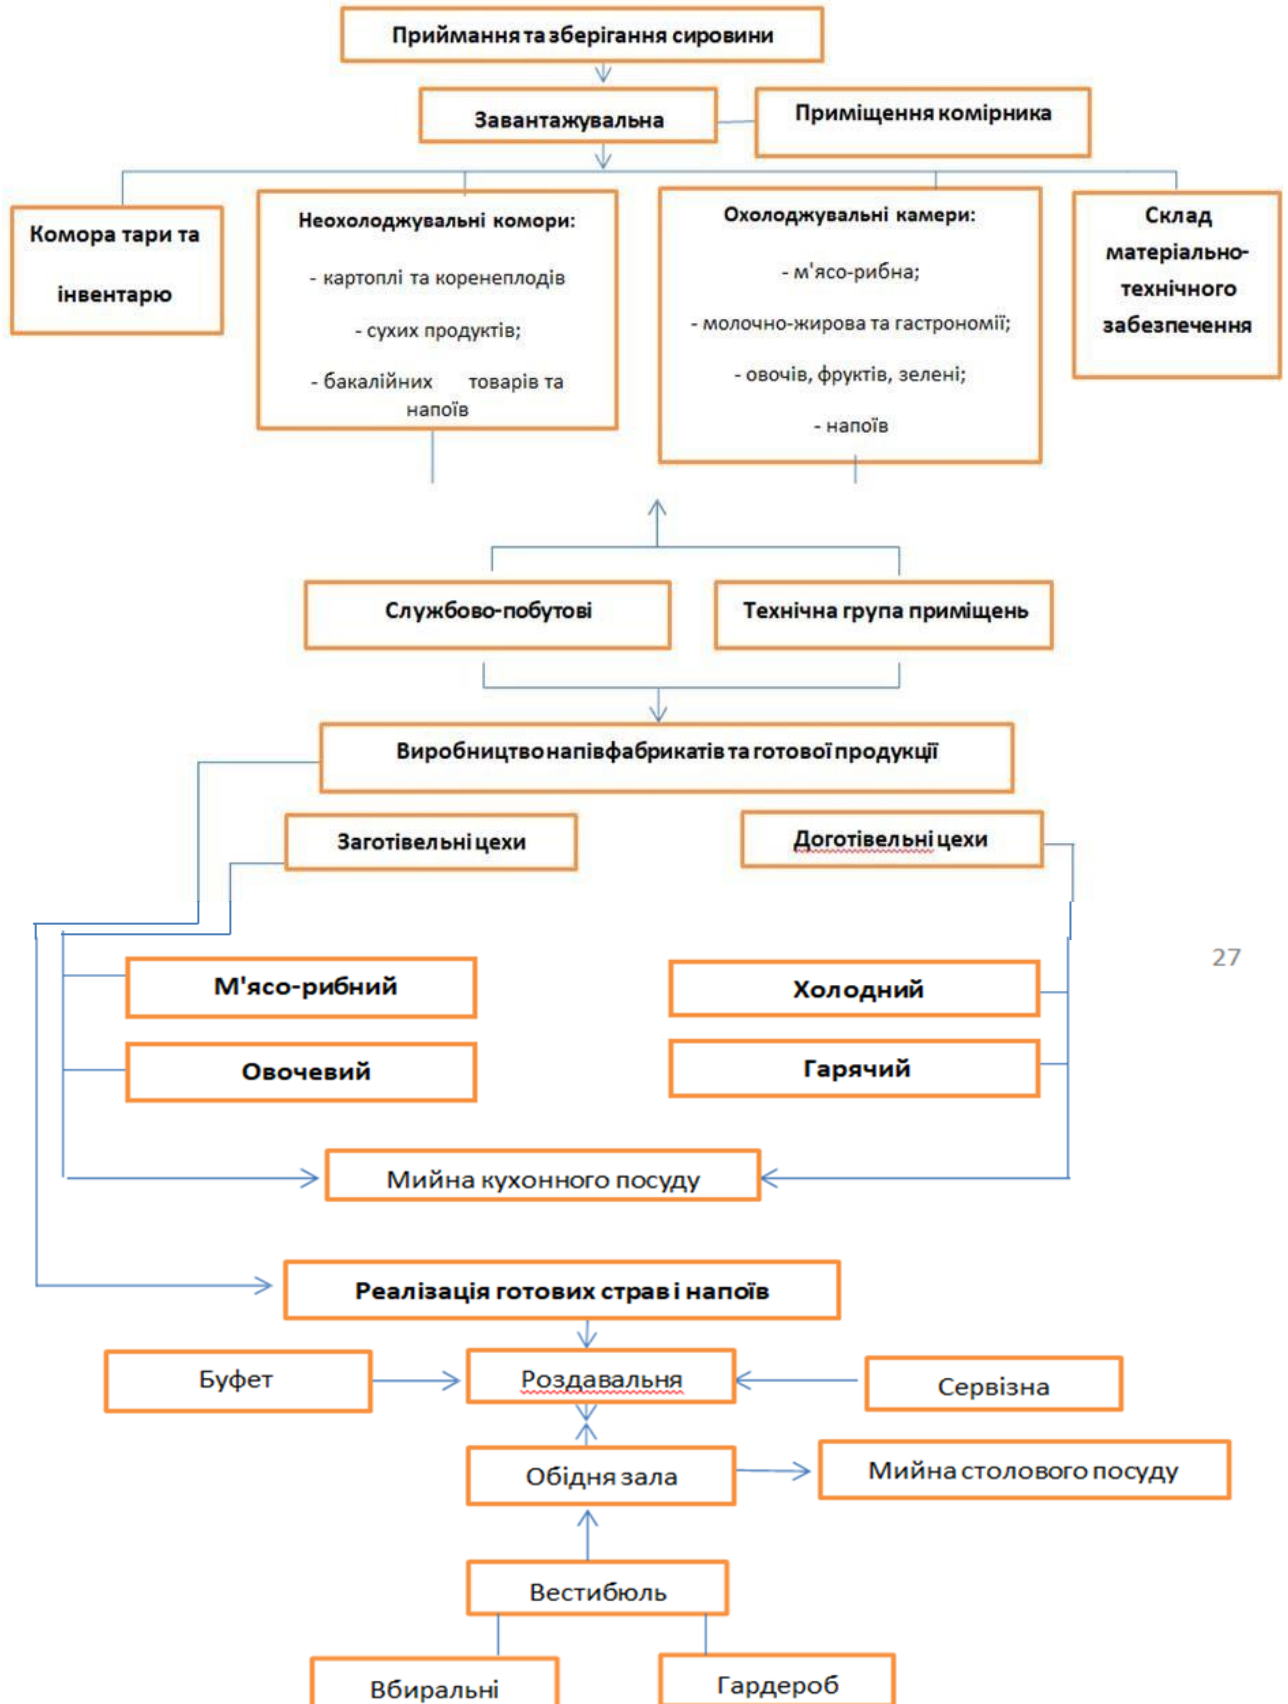 Приймання та зберігання сировини
Завантажувальна
Приміщення комірника
Комора тари та
інвентарю
Неохолоджувальні комори:
- картоплі та коренеплодів
- сухих продуктів;
- бакалійних товарів та
напоїв
Охолоджувальні камери:
- м'ясо-рибна;
- молочно-жирова та гастрономії;
- овочів, фруктів, зелені;
- напоїв
Склад
матеріально-
технічного
забезпечення
Службово-побутові
Технічна група приміщень
Виробництво напівфабрикатів та готової продукції
Заготівельні цехи
Доготівельні цехи
М'ясо-рибний
Холодний
27
Овочевий
Гарячий
Мийна кухонного посуду
Реалізація готових страв і напоїв
Буфет
Роздавальня
Сервізна
Обідня зала
Мийна столового посуду
Вестибюль
Вбиральні
Гардероб